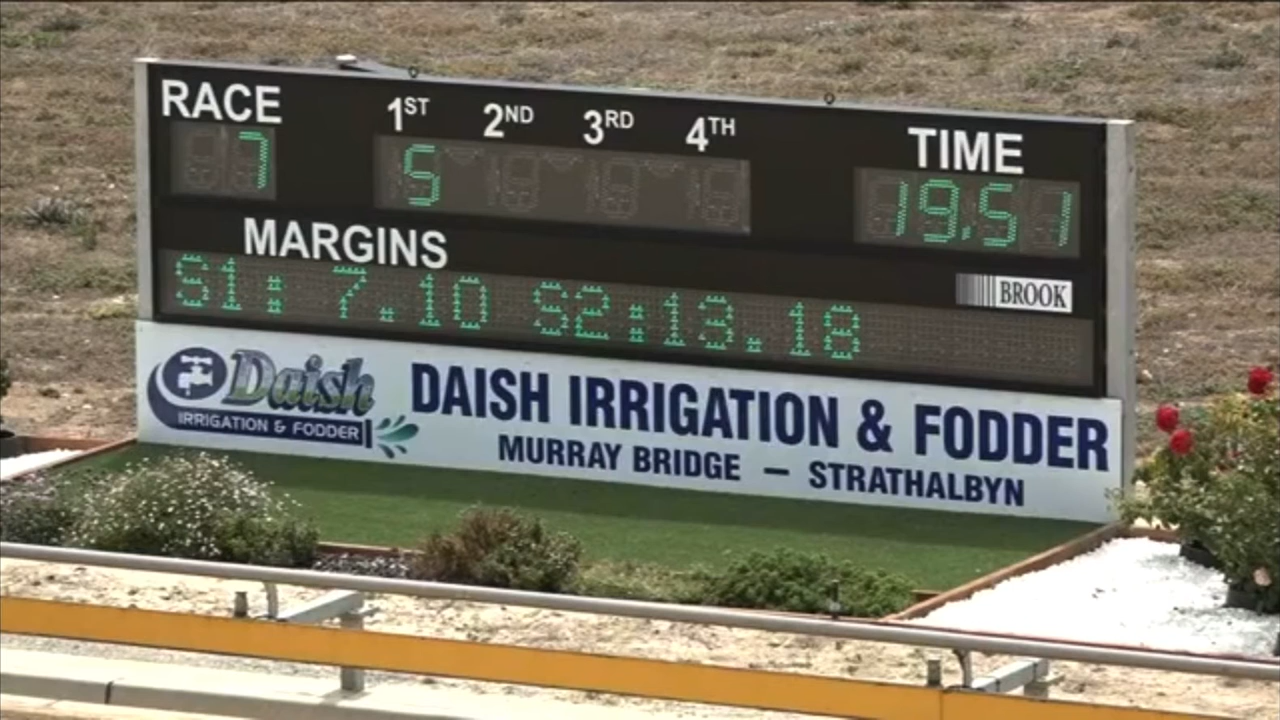 RACE 1ST 2ND 3RD 4TH TIME
7 5 19.51
MARGINS
BROOK
S1: 7.10 S2:13.18
Daish
IRRIGATION & FODDER
DAISH IRRIGATION & FODDER
MURRAY BRIDGE – STRATHALBYN